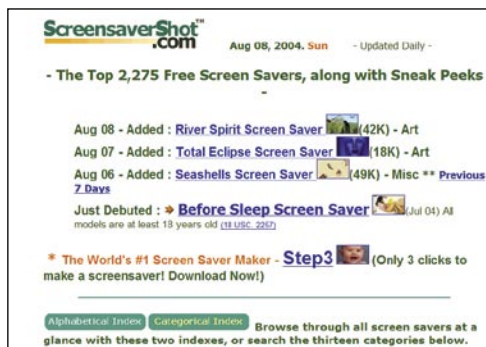 ScreensaverShot™
.com
Aug 08, 2004. Sun - Updated Daily -
- The Top 2,275 Free Screen Savers, along with Sneak Peeks
-
Aug 08 - Added : River Spirit Screen Saver (42K) - Art
Aug 07 - Added : Total Eclipse Screen Saver (18K) - Art
Aug 06 - Added : Seashells Screen Saver (49K) - Misc ** Previous
7 Days
Just Debuted : Before Sleep Screen Saver (Jul 04) All
models are at least 18 years old (18 USC. 2257)
* The World's #1 Screen Saver Maker - Step3 (Only 3 clicks to
make a screensaver! Download Now!)
Alphabetical Index Categorical Index Browse through all screen savers at a
glance with these two indexes, or search the thirteen categories below.